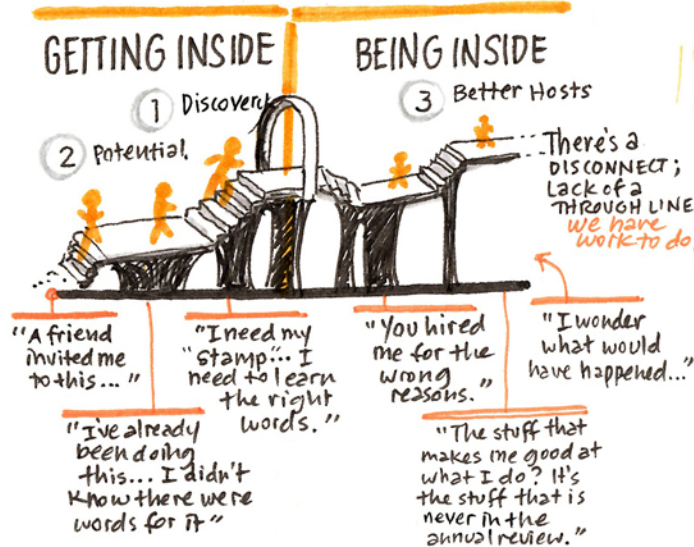 GETTING INSIDE
BEING INSIDE
1 Discovery
2 Potential
3 Better Hosts
There's a
DISCONNECT;
Lack of a
THROUGH LINE
we have
work to do
"A friend
invited me
to this..."
"I've already
been doing
this... I didn't
know there were
words for it"
"I need my
"stamp"... I
need to learn
the right
words."
"You hired
me for the
wrong
reasons."
"The stuff that
makes me good at
what I do? It's
the stuff that is
never in the
annual review."
"I wonder
what would
have happened..."